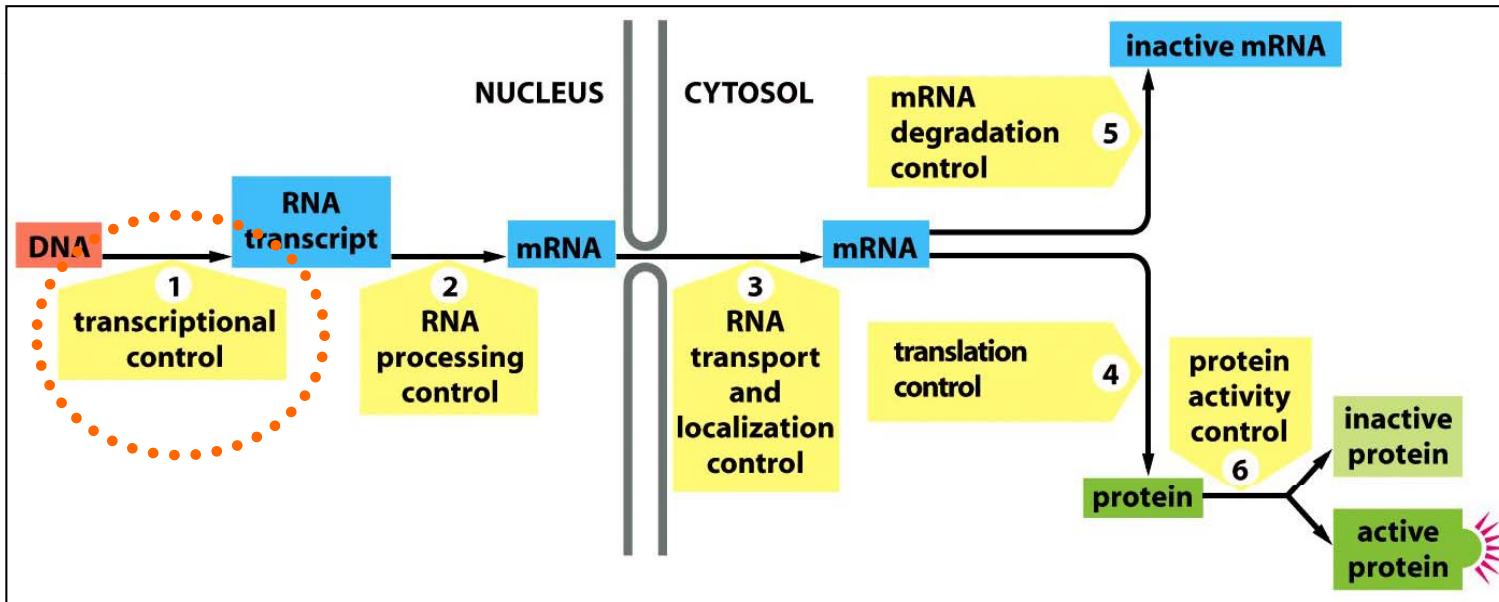 NUCLEUS
CYTOSOL
DNA
RNA
transcript
mRNA
mRNA
inactive mRNA
1
transcriptional
control
2
RNA
processing
control
3
RNA
transport
and
localization
control
mRNA
degradation
control
5
translation
control
4
protein
activity
control
6
protein
inactive
protein
active
protein